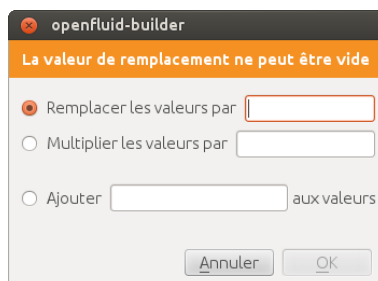 openfluid-builder
La valeur de remplacement ne peut être vide
Remplacer les valeurs par
Multiplier les valeurs par
Ajouter aux valeurs
Annuler OK